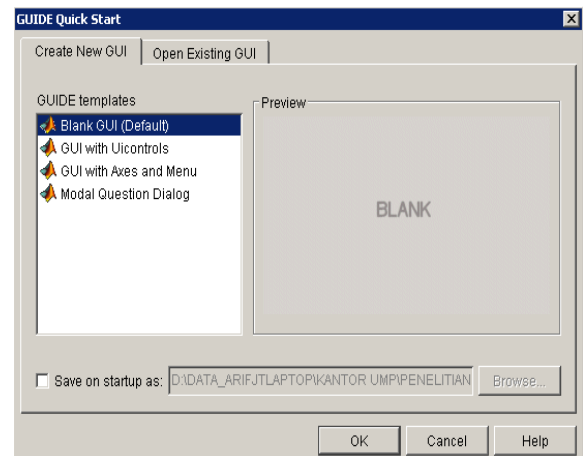 GUIDE Quick Start
Create New GUI
Open Existing GUI
GUIDE templates
Blank GUI (Default)
GUI with Uicontrols
GUI with Axes and Menu
Modal Question Dialog
Preview
BLANK
Save on startup as: D:\DATA_ARIFJTLAPTOP\KANTOR UMP\PENELITIAN Browse...
OK Cancel Help